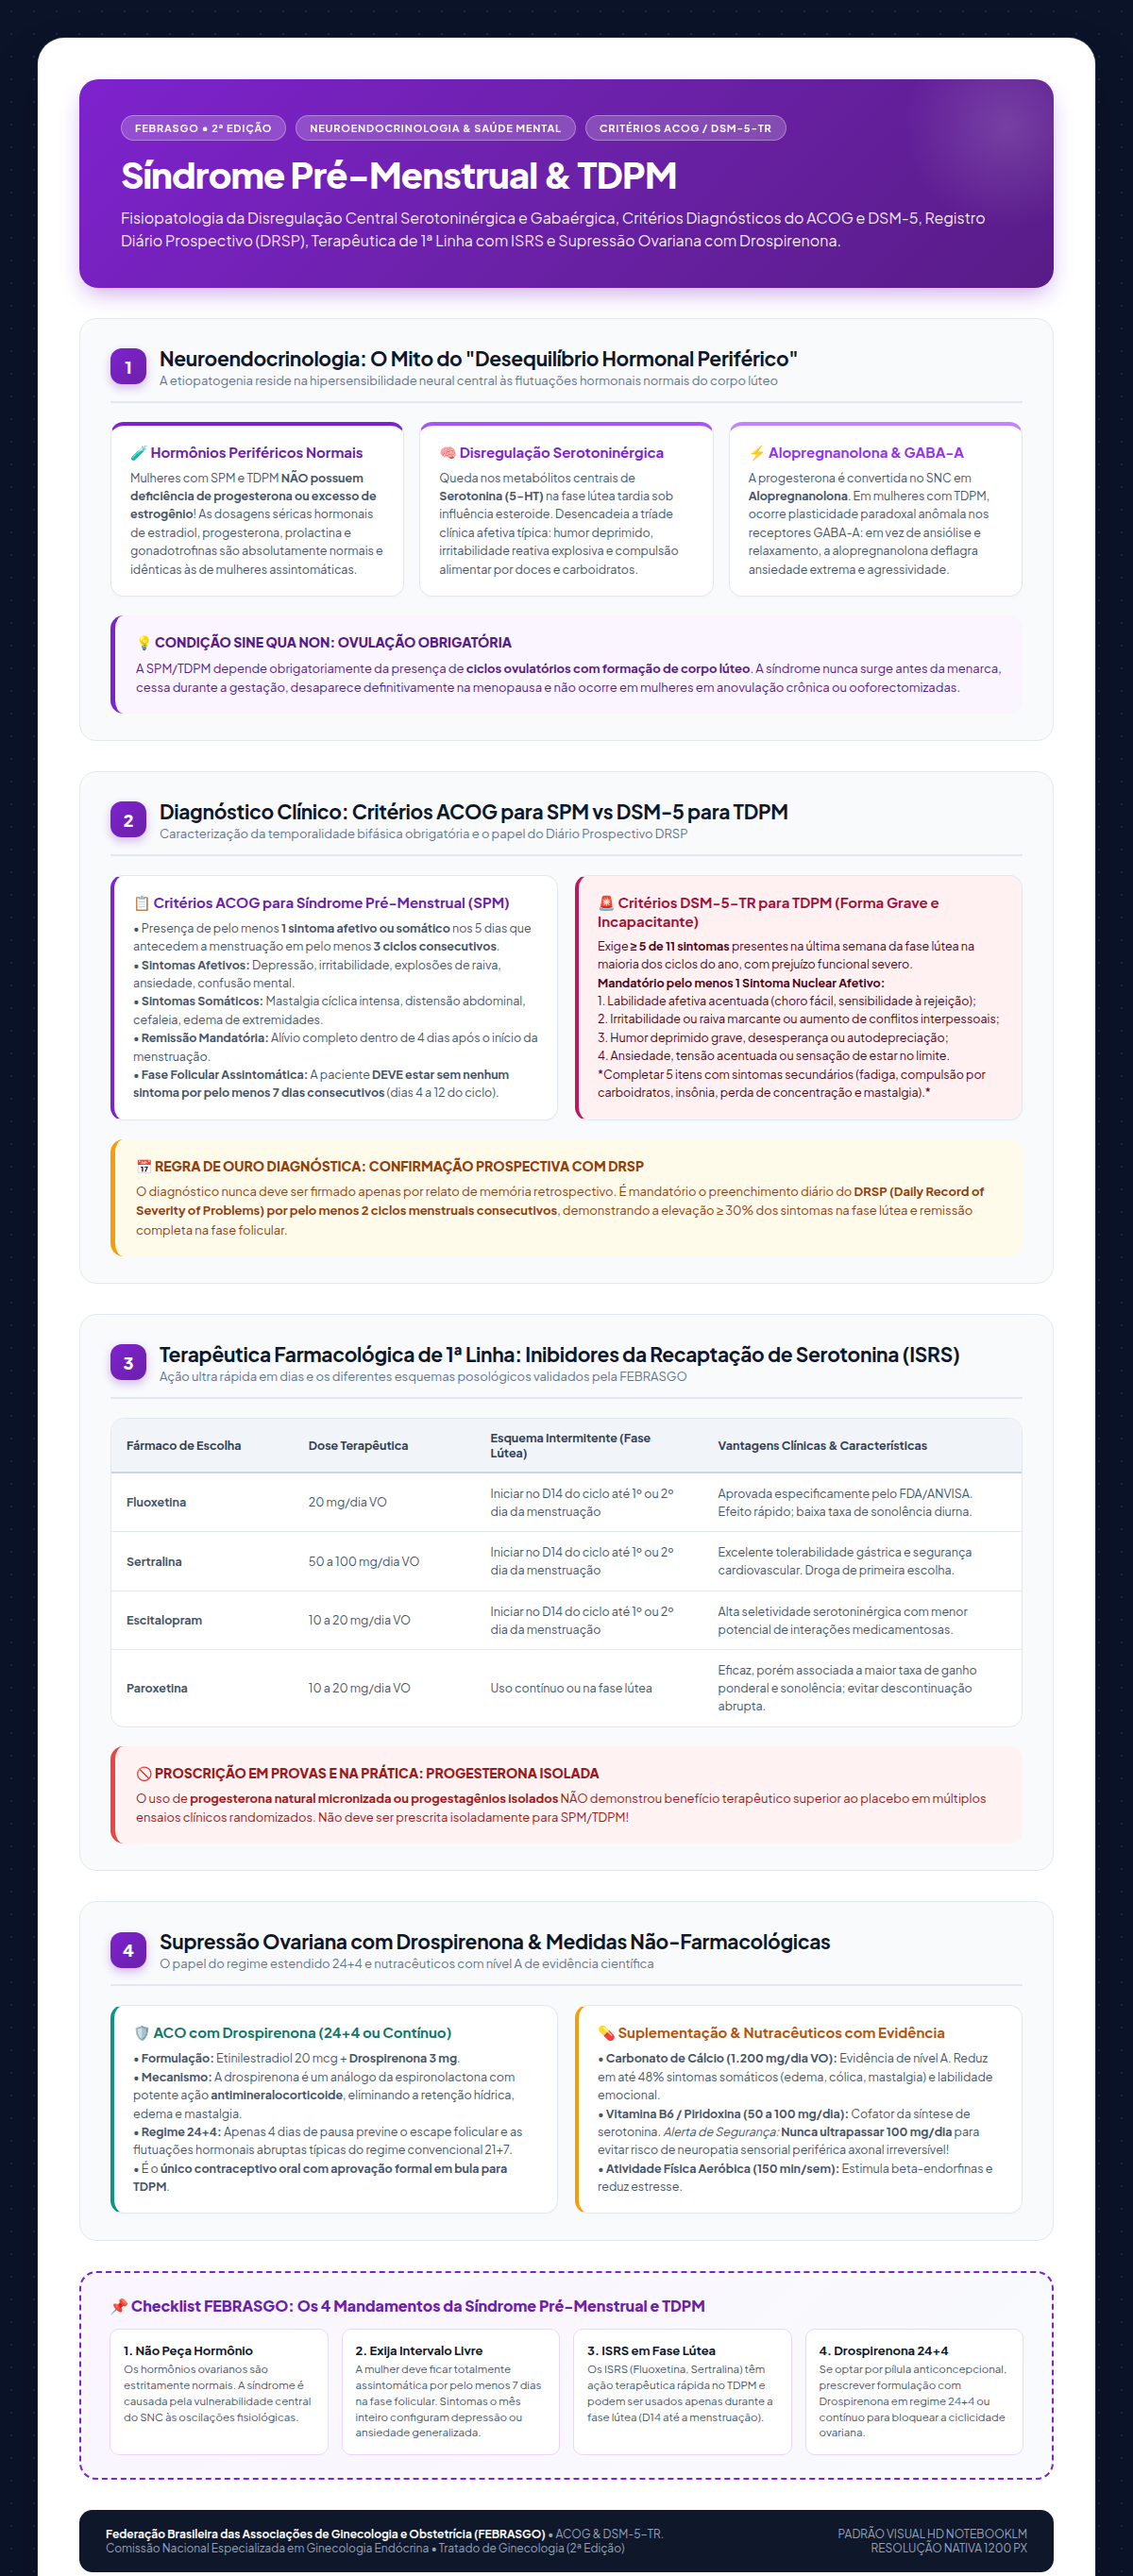 FEBRASGO • 2ª EDIÇÃO
NEUROENDOCRINOLOGIA & SAÚDE MENTAL
CRITÉRIOS ACOG / DSM-5-TR
Síndrome Pré-Menstrual & TDPM
Fisiopatologia da Disregulação Central Serotoninérgica e Gabaérgica, Critérios Diagnósticos do ACOG e DSM-5, Registro
Diário Prospectivo (DRSP), Terapêutica de 1ª Linha com ISRS e Supressão Ovariana com Drospirenona.
1
Neuroendocrinologia: O Mito do "Desequilíbrio Hormonal Periférico"
A etiopatogenia reside na hipersensibilidade neural central às flutuações hormonais normais do corpo lúteo
🧪 Hormônios Periféricos Normais
Mulheres com SPM e TDPM NÃO possuem
deficiência de progesterona ou excesso de
estrogênio! As dosagens séricas hormonais
de estradiol, progesterona, prolactina e
gonadotrofinas são absolutamente normais e
idênticas às de mulheres assintomáticas.
🧠 Disregulação Serotoninérgica
Queda nos metabólitos centrais de
Serotonina (5-HT) na fase lútea tardia sob
influência esteroide. Desencadeia a tríade
clínica afetiva típica: humor deprimido,
irritabilidade reativa explosiva e compulsão
alimentar por doces e carboidratos.
⚡ Alopregnanolona & GABA-A
A progesterona é convertida no SNC em
Alopregnanolona. Em mulheres com TDPM,
ocorre plasticidade paradoxal anômala nos
receptores GABA-A: em vez de ansiólise e
relaxamento, a alopregnanolona deflagra
ansiedade extrema e agressividade.
💡 CONDIÇÃO SINE QUA NON: OVULAÇÃO OBRIGATÓRIA
A SPM/TDPM depende obrigatoriamente da presença de ciclos ovulatórios com formação de corpo lúteo. A síndrome nunca surge antes da menarca,
cessa durante a gestação, desaparece definitivamente na menopausa e não ocorre em mulheres em anovulação crônica ou ooforectomizadas.
2
Diagnóstico Clínico: Critérios ACOG para SPM vs DSM-5 para TDPM
Caracterização da temporalidade bifásica obrigatória e o papel do Diário Prospectivo DRSP
📋 Critérios ACOG para Síndrome Pré-Menstrual (SPM)
• Presença de pelo menos 1 sintoma afetivo ou somático nos 5 dias que
antecedem a menstruação em pelo menos 3 ciclos consecutivos.
• Sintomas Afetivos: Depressão, irritabilidade, explosões de raiva,
ansiedade, confusão mental.
• Sintomas Somáticos: Mastalgia cíclica intensa, distensão abdominal,
cefaleia, edema de extremidades.
• Remissão Mandatória: Alívio completo dentro de 4 dias após o início da
menstruação.
• Fase Folicular Assintomática: A paciente DEVE estar sem nenhum
sintoma por pelo menos 7 dias consecutivos (dias 4 a 12 do ciclo).
🚨 Critérios DSM-5-TR para TDPM (Forma Grave e
Incapacitante)
Exige ≥ 5 de 11 sintomas presentes na última semana da fase lútea na
maioria dos ciclos do ano, com prejuízo funcional severo.
Mandatório pelo menos 1 Sintoma Nuclear Afetivo:
1. Labilidade afetiva acentuada (choro fácil, sensibilidade à rejeição);
2. Irritabilidade ou raiva marcante ou aumento de conflitos interpessoais;
3. Humor deprimido grave, desesperança ou autodepreciação;
4. Ansiedade, tensão acentuada ou sensação de estar no limite.
*Completar 5 itens com sintomas secundários (fadiga, compulsão por
carboidratos, insônia, perda de concentração e mastalgia).*
📅 REGRA DE OURO DIAGNÓSTICA: CONFIRMAÇÃO PROSPECTIVA COM DRSP
O diagnóstico nunca deve ser firmado apenas por relato de memória retrospectivo. É mandatório o preenchimento diário do DRSP (Daily Record of
Severity of Problems) por pelo menos 2 ciclos menstruais consecutivos, demonstrando a elevação ≥ 30% dos sintomas na fase lútea e remissão
completa na fase folicular.
3
Terapêutica Farmacológica de 1ª Linha: Inibidores da Recaptação de Serotonina (ISRS)
Ação ultra rápida em dias e os diferentes esquemas posológicos validados pela FEBRASGO
Fármaco de Escolha
Dose Terapêutica
Esquema Intermitente (Fase
Lútea)
Vantagens Clínicas & Características
Fluoxetina
20 mg/dia VO
Iniciar no D14 do ciclo até 1º ou 2º
dia da menstruação
Aprovada especificamente pelo FDA/ANVISA.
Efeito rápido; baixa taxa de sonolência diurna.
Sertralina
50 a 100 mg/dia VO
Iniciar no D14 do ciclo até 1º ou 2º
dia da menstruação
Excelente tolerabilidade gástrica e segurança
cardiovascular. Droga de primeira escolha.
Escitalopram
10 a 20 mg/dia VO
Iniciar no D14 do ciclo até 1º ou 2º
dia da menstruação
Alta seletividade serotoninérgica com menor
potencial de interações medicamentosas.
Paroxetina
10 a 20 mg/dia VO
Uso contínuo ou na fase lútea
Eficaz, porém associada a maior taxa de ganho
ponderal e sonolência; evitar descontinuação
abrupta.
🚫 PROSCRIÇÃO EM PROVAS E NA PRÁTICA: PROGESTERONA ISOLADA
O uso de progesterona natural micronizada ou progestagênios isolados NÃO demonstrou benefício terapêutico superior ao placebo em múltiplos
ensaios clínicos randomizados. Não deve ser prescrita isoladamente para SPM/TDPM!
4
Supressão Ovariana com Drospirenona & Medidas Não-Farmacológicas
O papel do regime estendido 24+4 e nutracêuticos com nível A de evidência científica
🛡️ ACO com Drospirenona (24+4 ou Contínuo)
• Formulação: Etinilestradiol 20 mcg + Drospirenona 3 mg.
• Mecanismo: A drospirenona é um análogo da espironolactona com
potente ação antimineralocorticoide, eliminando a retenção hídrica,
edema e mastalgia.
• Regime 24+4: Apenas 4 dias de pausa previne o escape folicular e as
flutuações hormonais abruptas típicas do regime convencional 21+7.
• É o único contraceptivo oral com aprovação formal em bula para
TDPM.
💊 Suplementação & Nutracêuticos com Evidência
• Carbonato de Cálcio (1.200 mg/dia VO): Evidência de nível A. Reduz
em até 48% sintomas somáticos (edema, cólica, mastalgia) e labilidade
emocional.
• Vitamina B6 / Piridoxina (50 a 100 mg/dia): Cofator da síntese de
serotonina. Alerta de Segurança: Nunca ultrapassar 100 mg/dia para
evitar risco de neuropatia sensorial periférica axonal irreversível!
• Atividade Física Aeróbica (150 min/sem): Estimula beta-endorfinas e
reduz estresse.
📌 Checklist FEBRASGO: Os 4 Mandamentos da Síndrome Pré-Menstrual e TDPM
1. Não Peça Hormônio
Os hormônios ovarianos são
estritamente normais. A síndrome é
causada pela vulnerabilidade central
do SNC às oscilações fisiológicas.
2. Exija Intervalo Livre
A mulher deve ficar totalmente
assintomática por pelo menos 7 dias
na fase folicular. Sintomas o mês
inteiro configuram depressão ou
ansiedade generalizada.
3. ISRS em Fase Lútea
Os ISRS (Fluoxetina, Sertralina) têm
ação terapêutica rápida no TDPM e
podem ser usados apenas durante a
fase lútea (D14 até a menstruação).
4. Drospirenona 24+4
Se optar por pílula anticoncepcional,
prescrever formulação com
Drospirenona em regime 24+4 ou
contínuo para bloquear a ciclicidade
ovariana.
Federação Brasileira das Associações de Ginecologia e Obstetrícia (FEBRASGO) • ACOG & DSM-5-TR.
Comissão Nacional Especializada em Ginecologia Endócrina • Tratado de Ginecologia (2ª Edição)
PADRÃO VISUAL HD NOTEBOOKLM
RESOLUÇÃO NATIVA 1200 PX